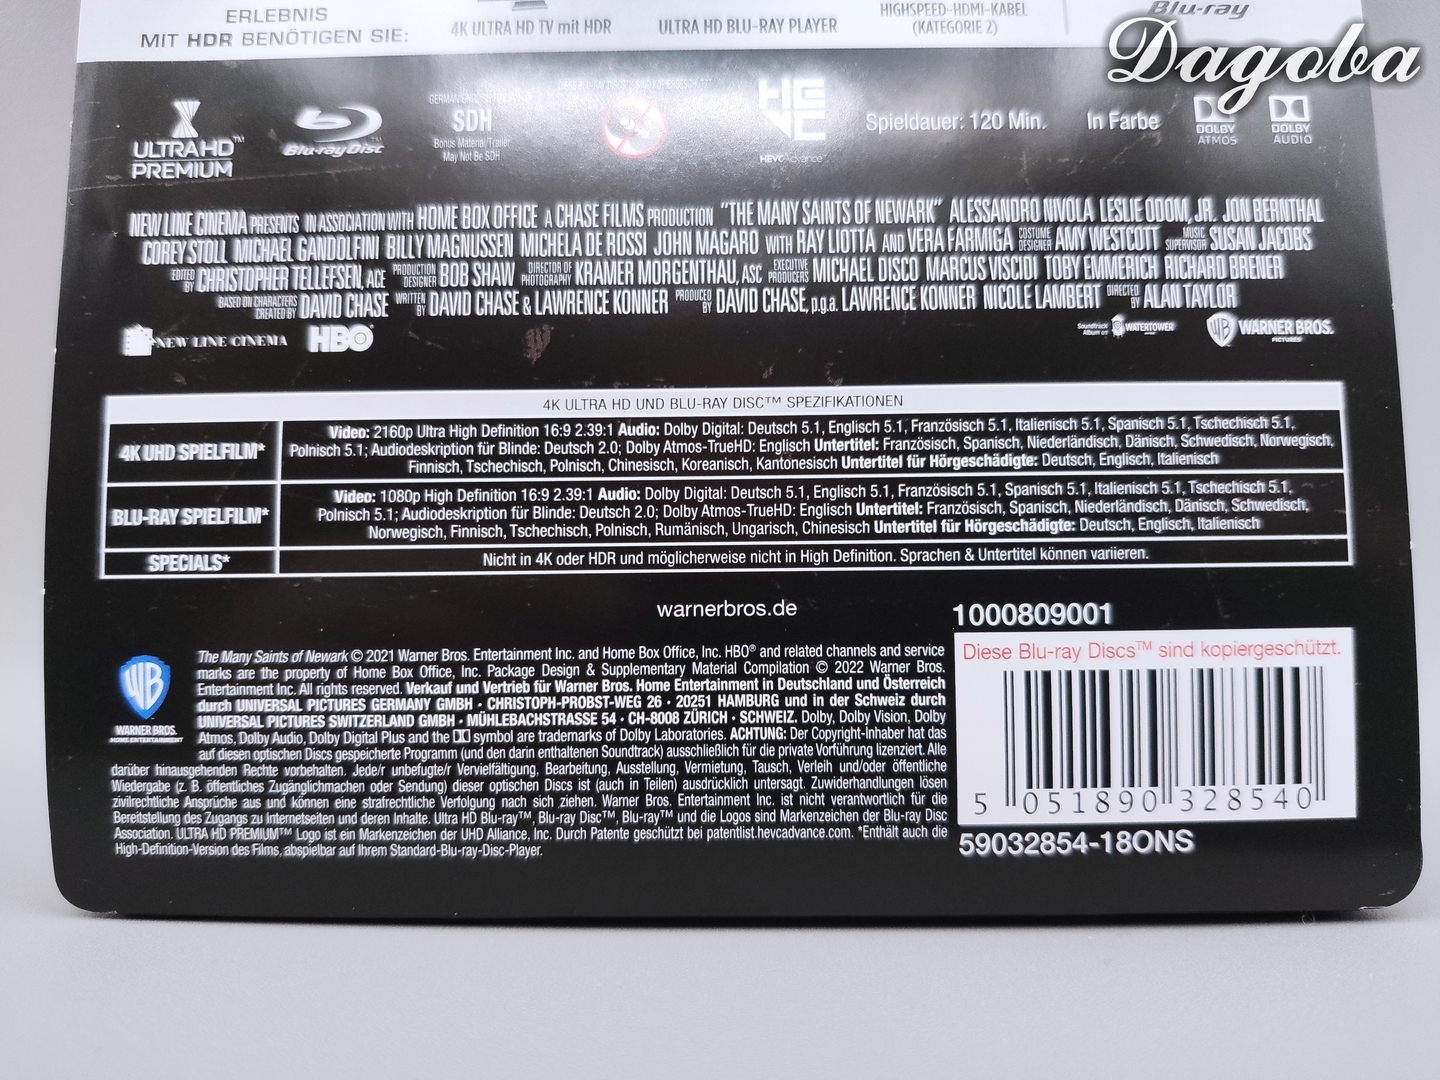 ERLEBNIS
MIT HDR BENÖTIGEN SIE:
4K ULTRA HD TV mit HDR
ULTRA HD BLU-RAY PLAYER
HIGHSPEED-HDMI-KABEL
(KATEGORIE 2)
Blu-ray
Dagoba
ULTRA HD™
PREMIUM
Blu-ray Disc™
SDH
Bonus Material/Trailer
May Not Be SDH
HEVC
HEVC Advance™
Spieldauer: 120 Min.
In Farbe
DOLBY
ATMOS
DOLBY
AUDIO
NEW LINE CINEMA PRESENTS IN ASSOCIATION WITH HOME BOX OFFICE A CHASE FILMS PRODUCTION "THE MANY SAINTS OF NEWARK" ALESSANDRO NIVOLA LESLIE ODOM, JR. JON BERNTHAL
COREY STOLL MICHAEL GANDOLFINI BILLY MAGNUSSEN MICHELA DE ROSSI JOHN MAGARO WITH RAY LIOTTA AND VERA FARMIGA COSTUME DESIGNER AMY WESTCOTT MUSIC SUPERVISOR SUSAN JACOBS
EDITED BY CHRISTOPHER TELLEFSEN, ACE PRODUCTION DESIGNER BOB SHAW DIRECTOR OF PHOTOGRAPHY KRAMER MORGENTHAU, ASC EXECUTIVE PRODUCERS MICHAEL DISCO MARCUS VISCIDI TOBY EMMERICH RICHARD BRENER
BASED ON CHARACTERS CREATED BY DAVID CHASE WRITTEN BY DAVID CHASE & LAWRENCE KONNER PRODUCED BY DAVID CHASE, p.g.a. LAWRENCE KONNER NICOLE LAMBERT DIRECTED BY ALAN TAYLOR
NEW LINE CINEMA
HBO®
Soundtrack
Album on
WATERTOWER
WARNER BROS.
PICTURES
4K ULTRA HD UND BLU-RAY DISC™ SPEZIFIKATIONEN
4K UHD SPIELFILM*
Video: 2160p Ultra High Definition 16:9 2.39:1 Audio: Dolby Digital: Deutsch 5.1, Englisch 5.1, Französisch 5.1, Italienisch 5.1, Spanisch 5.1, Tschechisch 5.1,
Polnisch 5.1; Audiodeskription für Blinde: Deutsch 2.0; Dolby Atmos-TrueHD: Englisch Untertitel: Französisch, Spanisch, Niederländisch, Dänisch, Schwedisch, Norwegisch,
Finnisch, Tschechisch, Polnisch, Chinesisch, Koreanisch, Kantonesisch Untertitel für Hörgeschädigte: Deutsch, Englisch, Italienisch
BLU-RAY SPIELFILM*
Video: 1080p High Definition 16:9 2.39:1 Audio: Dolby Digital: Deutsch 5.1, Englisch 5.1, Französisch 5.1, Spanisch 5.1, Italienisch 5.1, Tschechisch 5.1,
Polnisch 5.1; Audiodeskription für Blinde: Deutsch 2.0; Dolby Atmos-TrueHD: Englisch Untertitel: Französisch, Spanisch, Niederländisch, Dänisch, Schwedisch,
Norwegisch, Finnisch, Tschechisch, Polnisch, Rumänisch, Ungarisch, Chinesisch Untertitel für Hörgeschädigte: Deutsch, Englisch, Italienisch
SPECIALS*
Nicht in 4K oder HDR und möglicherweise nicht in High Definition. Sprachen & Untertitel können variieren.
warnerbros.de
1000809001
WB
WARNER BROS.
HOME ENTERTAINMENT
The Many Saints of Newark © 2021 Warner Bros. Entertainment Inc. and Home Box Office, Inc. HBO® and related channels and service
marks are the property of Home Box Office, Inc. Package Design & Supplementary Material Compilation © 2022 Warner Bros.
Entertainment Inc. All rights reserved. Verkauf und Vertrieb für Warner Bros. Home Entertainment in Deutschland und Österreich
durch UNIVERSAL PICTURES GERMANY GMBH · CHRISTOPH-PROBST-WEG 26 · 20251 HAMBURG und in der Schweiz durch
UNIVERSAL PICTURES SWITZERLAND GMBH · MÜHLEBACHSTRASSE 54 · CH-8008 ZÜRICH · SCHWEIZ. Dolby, Dolby Vision, Dolby
Atmos, Dolby Audio, Dolby Digital Plus and the symbol are trademarks of Dolby Laboratories. ACHTUNG: Der Copyright-Inhaber hat das
auf diesen optischen Discs gespeicherte Programm (und den darin enthaltenen Soundtrack) ausschließlich für die private Vorführung lizenziert. Alle
darüber hinausgehenden Rechte vorbehalten. Jede/r unbefugte/r Vervielfältigung, Bearbeitung, Ausstellung, Vermietung, Tausch, Verleih und/oder öffentliche
Wiedergabe (z. B. öffentliches Zugänglichmachen oder Sendung) dieser optischen Discs ist (auch in Teilen) ausdrücklich untersagt. Zuwiderhandlungen lösen
zivilrechtliche Ansprüche aus und können eine strafrechtliche Verfolgung nach sich ziehen. Warner Bros. Entertainment Inc. ist nicht verantwortlich für die
Bereitstellung des Zugangs zu Internetseiten und deren Inhalte. Ultra HD Blu-ray™, Blu-ray Disc™, Blu-ray™ und die Logos sind Markenzeichen der Blu-ray Disc
Association. ULTRA HD PREMIUM™ Logo ist ein Markenzeichen der UHD Alliance, Inc. Durch Patente geschützt bei patentlist.hevcadvance.com. *Enthält auch die
High-Definition-Version des Films, abspielbar auf Ihrem Standard-Blu-ray-Disc-Player.
Diese Blu-ray Discs™ sind kopiergeschützt.
5 051890 328540
59032854-18ONS